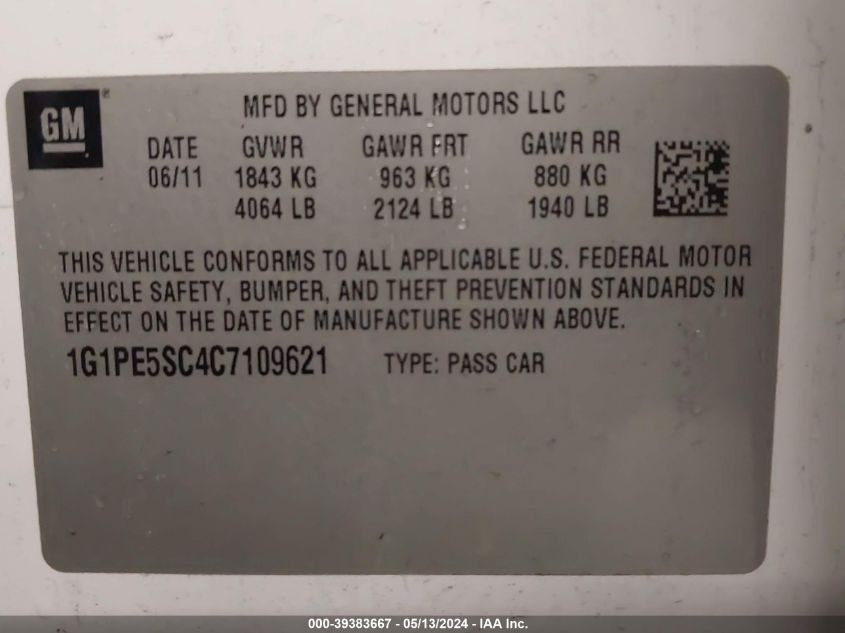 GM ®
MFD BY GENERAL MOTORS LLC
DATE GVWR GAWR FRT GAWR RR
06/11 1843 KG 963 KG 880 KG
4064 LB 2124 LB 1940 LB
THIS VEHICLE CONFORMS TO ALL APPLICABLE U.S. FEDERAL MOTOR
VEHICLE SAFETY, BUMPER, AND THEFT PREVENTION STANDARDS IN
EFFECT ON THE DATE OF MANUFACTURE SHOWN ABOVE.
1G1PE5SC4C7109621 TYPE: PASS CAR
000-39383667 - 05/13/2024 - IAA Inc.